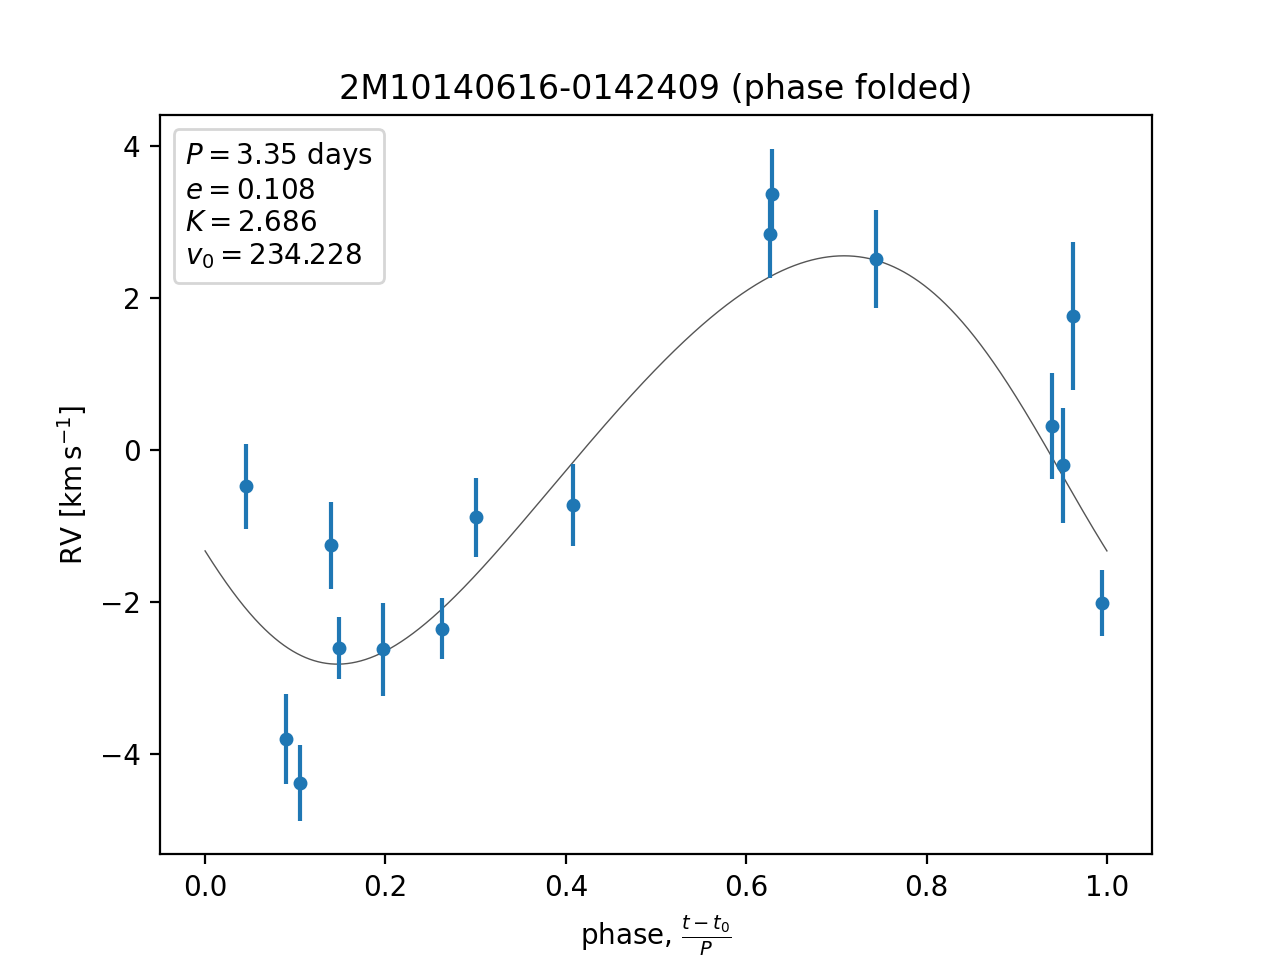 2M10140616-0142409 (phase folded)
P = 3.35 days
e = 0.108
K = 2.686
v₀ = 234.228
4
2
0
−2
−4
RV [km s⁻¹]
0.0 0.2 0.4 0.6 0.8 1.0
phase, (t − t₀)/P